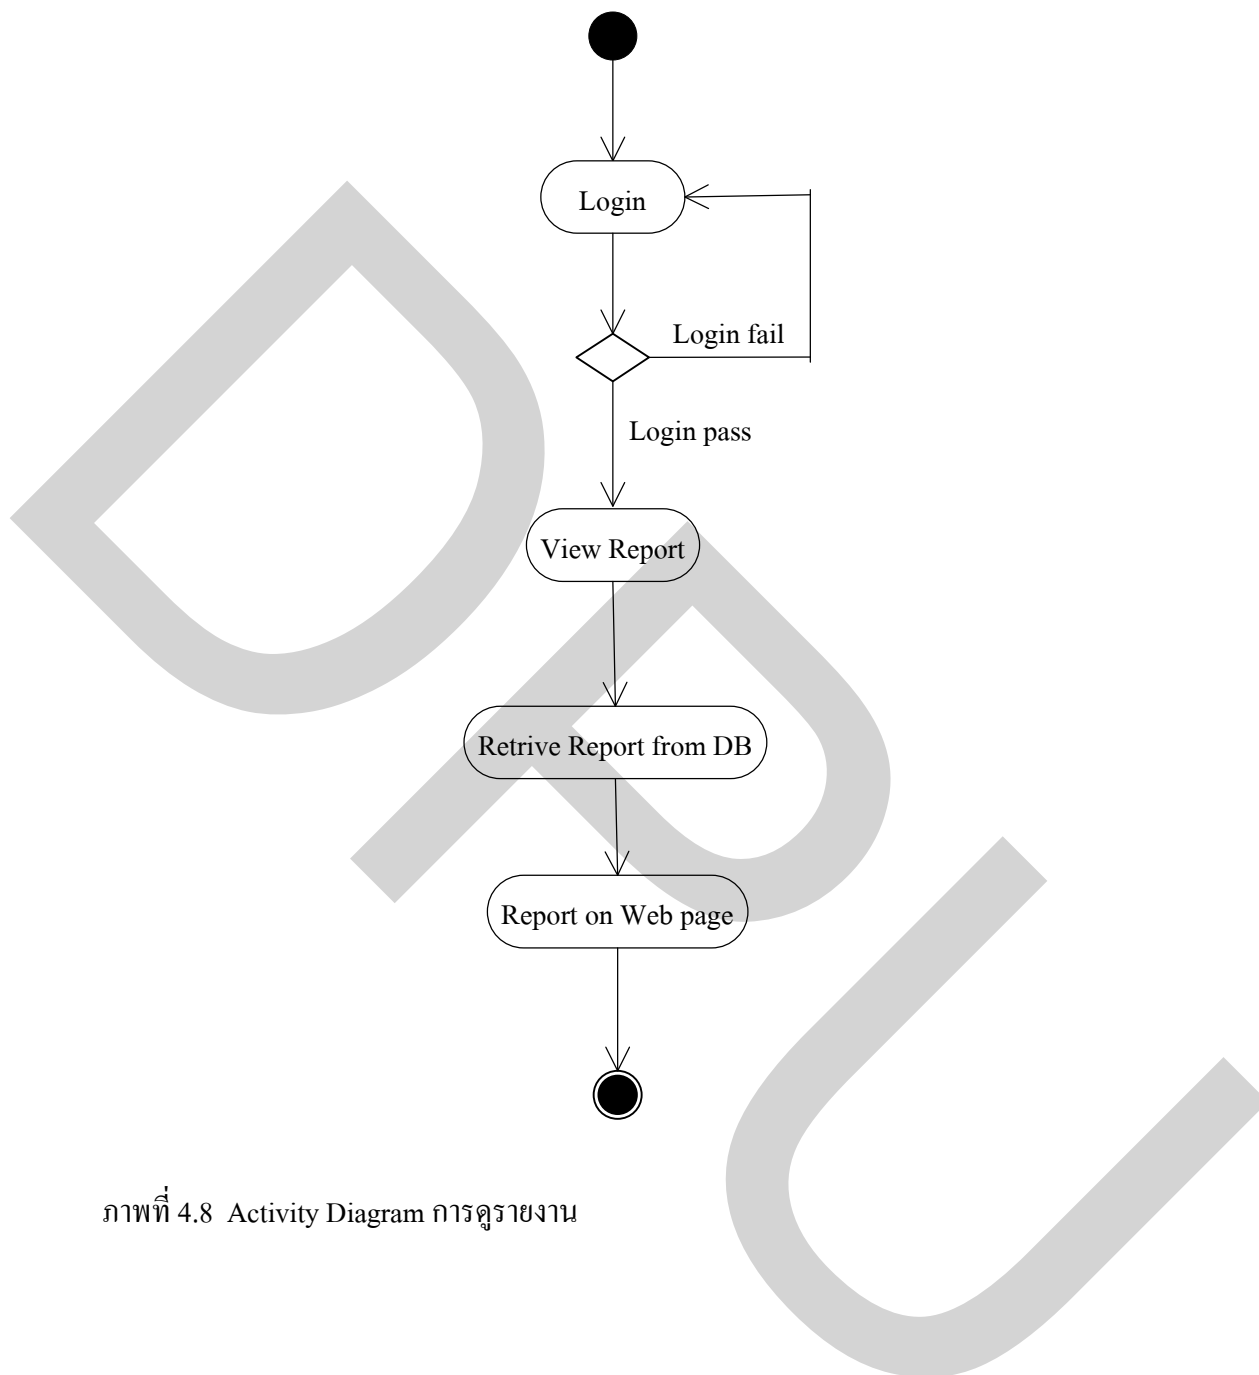 Login
Login fail
Login pass
View Report
Retrive Report from DB
Report on Web page
ภาพที่ 4.8 Activity Diagram การดูรายงาน
DPU